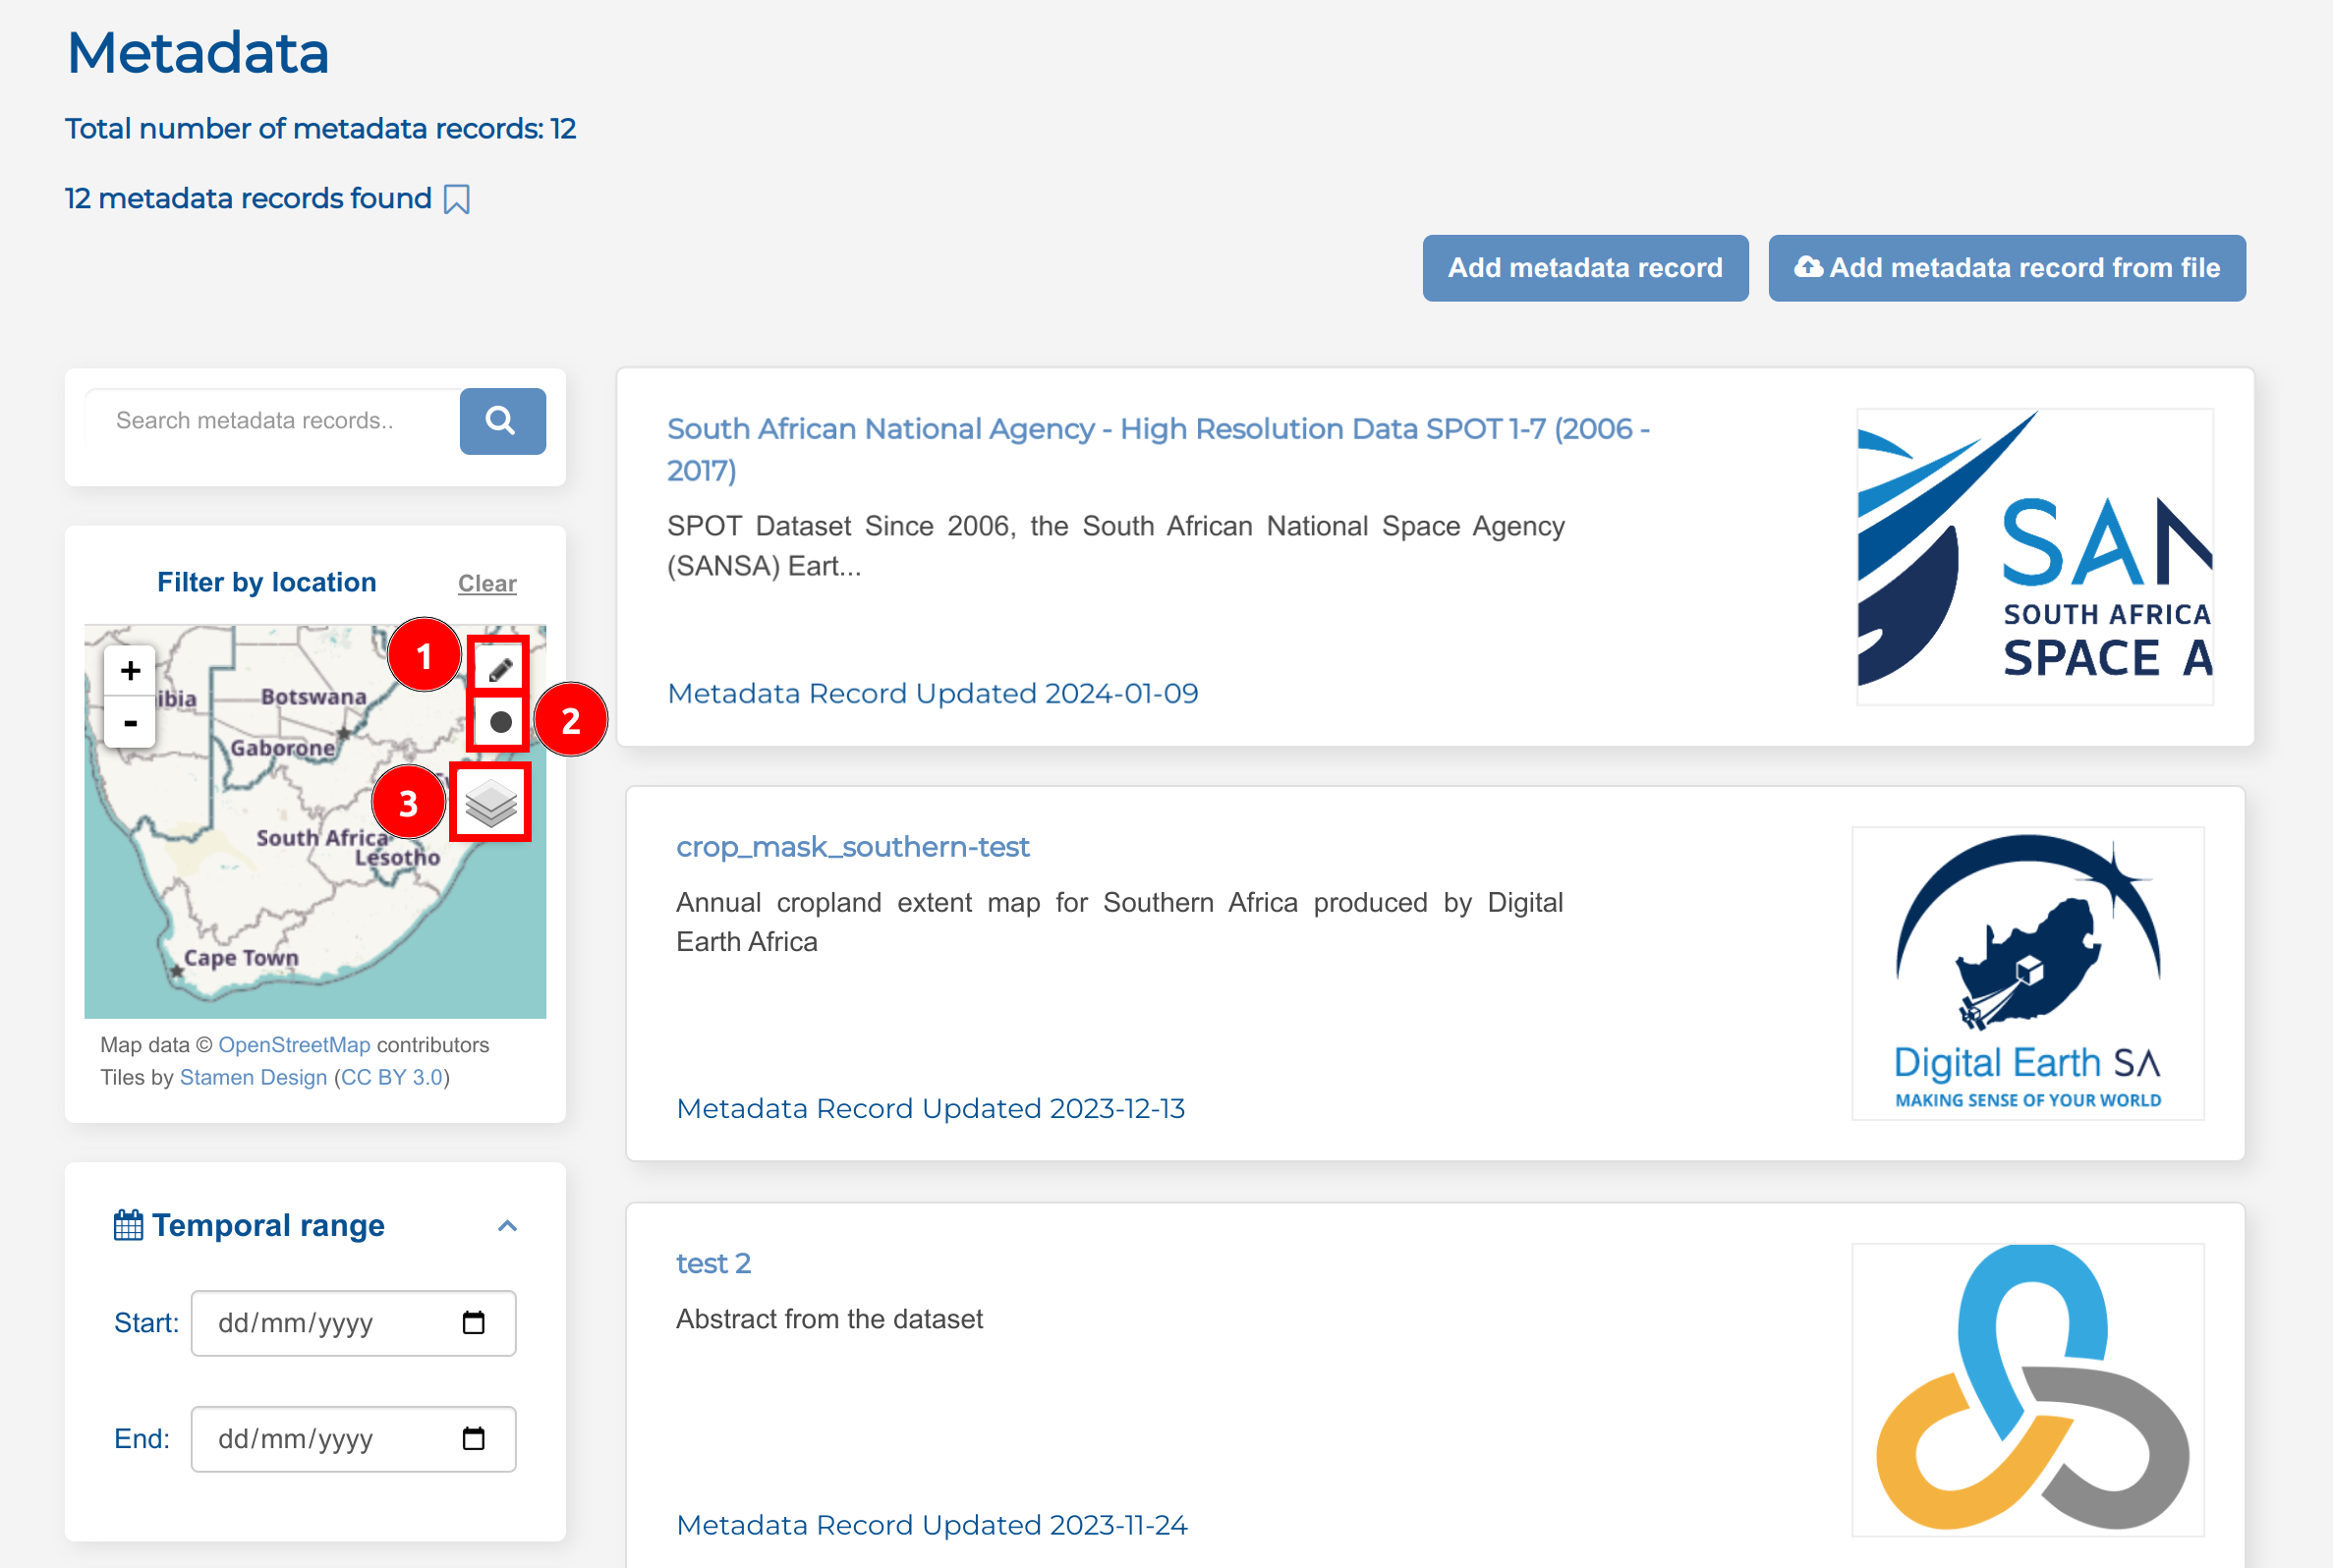 Metadata
Total number of metadata records: 12
12 metadata records found
Add metadata record
Add metadata record from file
Search metadata records..
Filter by location
Clear
+
-
1
2
3
ibia
Botswana
Gaborone
South Africa
Lesotho
Cape Town
Map data © OpenStreetMap contributors
Tiles by Stamen Design (CC BY 3.0)
Temporal range
Start:
dd/mm/yyyy
End:
dd/mm/yyyy
South African National Agency - High Resolution Data SPOT 1-7 (2006 -
2017)
SPOT Dataset Since 2006, the South African National Space Agency
(SANSA) Eart...
Metadata Record Updated 2024-01-09
SAN
SOUTH AFRICA
SPACE A
crop_mask_southern-test
Annual cropland extent map for Southern Africa produced by Digital
Earth Africa
Metadata Record Updated 2023-12-13
Digital Earth SA
MAKING SENSE OF YOUR WORLD
test 2
Abstract from the dataset
Metadata Record Updated 2023-11-24